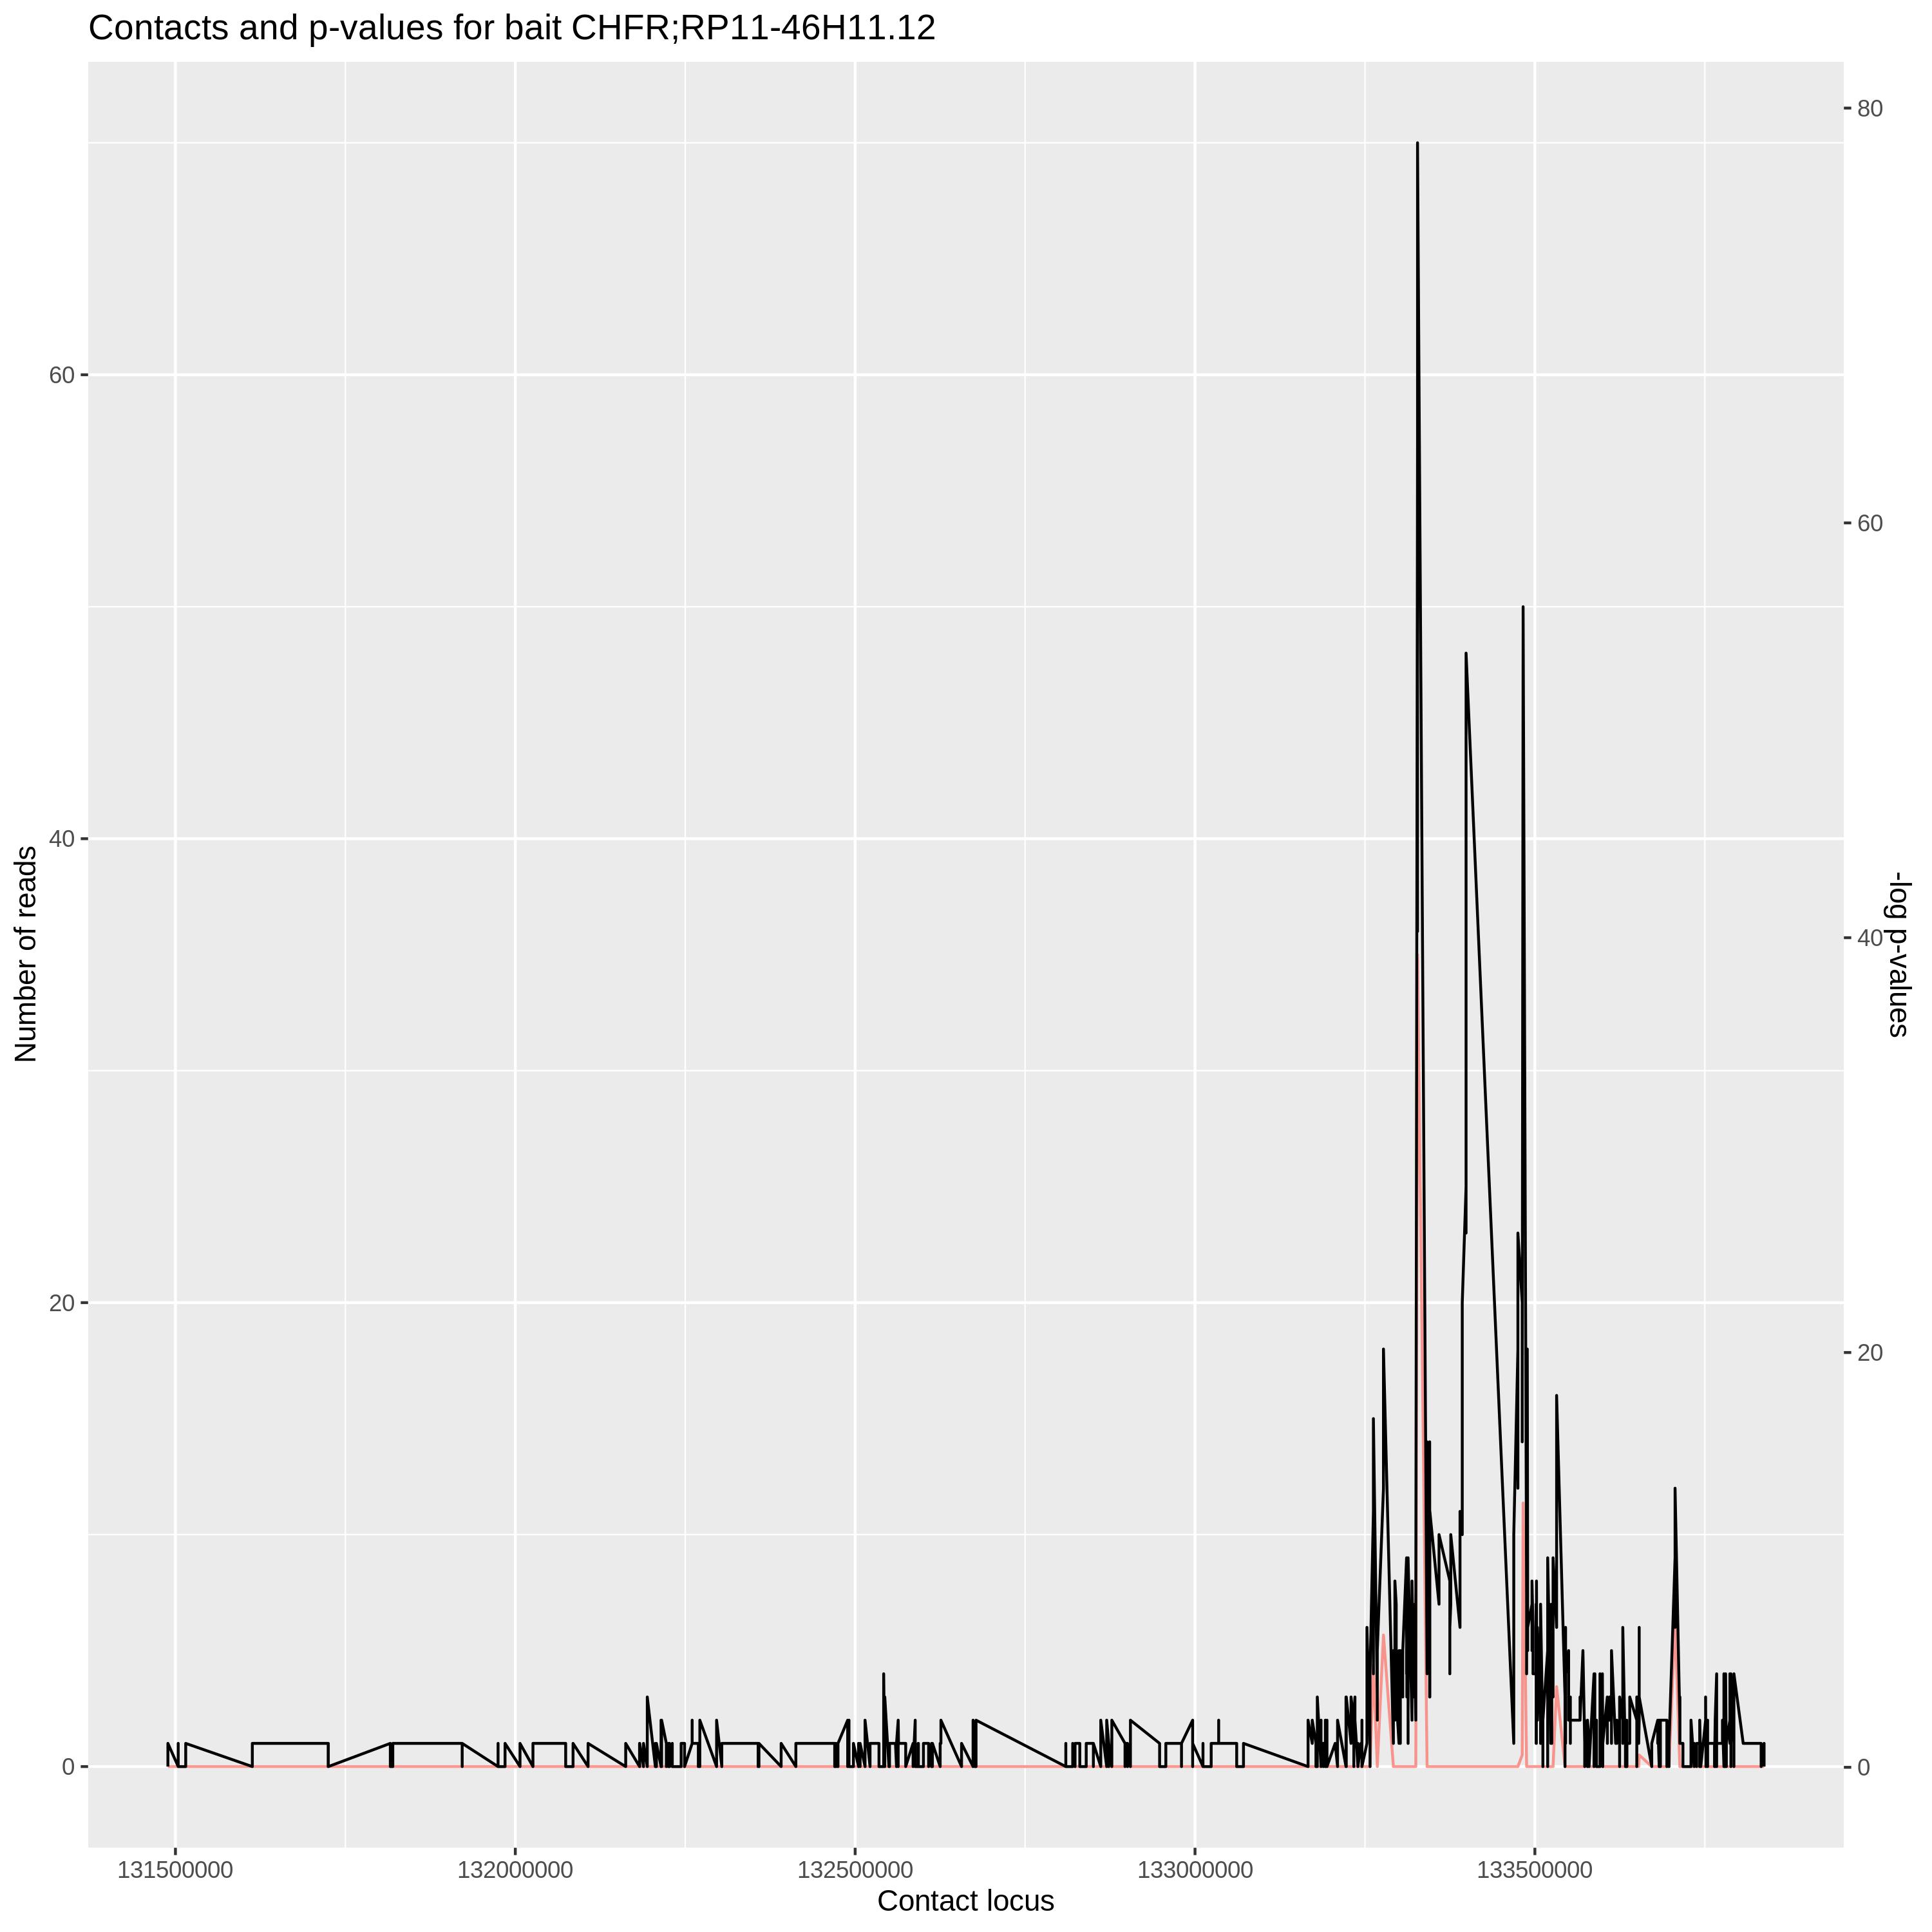 Contacts and p-values for bait CHFR;RP11-46H11.12
80
60
60
40
40
20
20
0
0
Number of reads
-log p-values
131500000 132000000 132500000 133000000 133500000
Contact locus